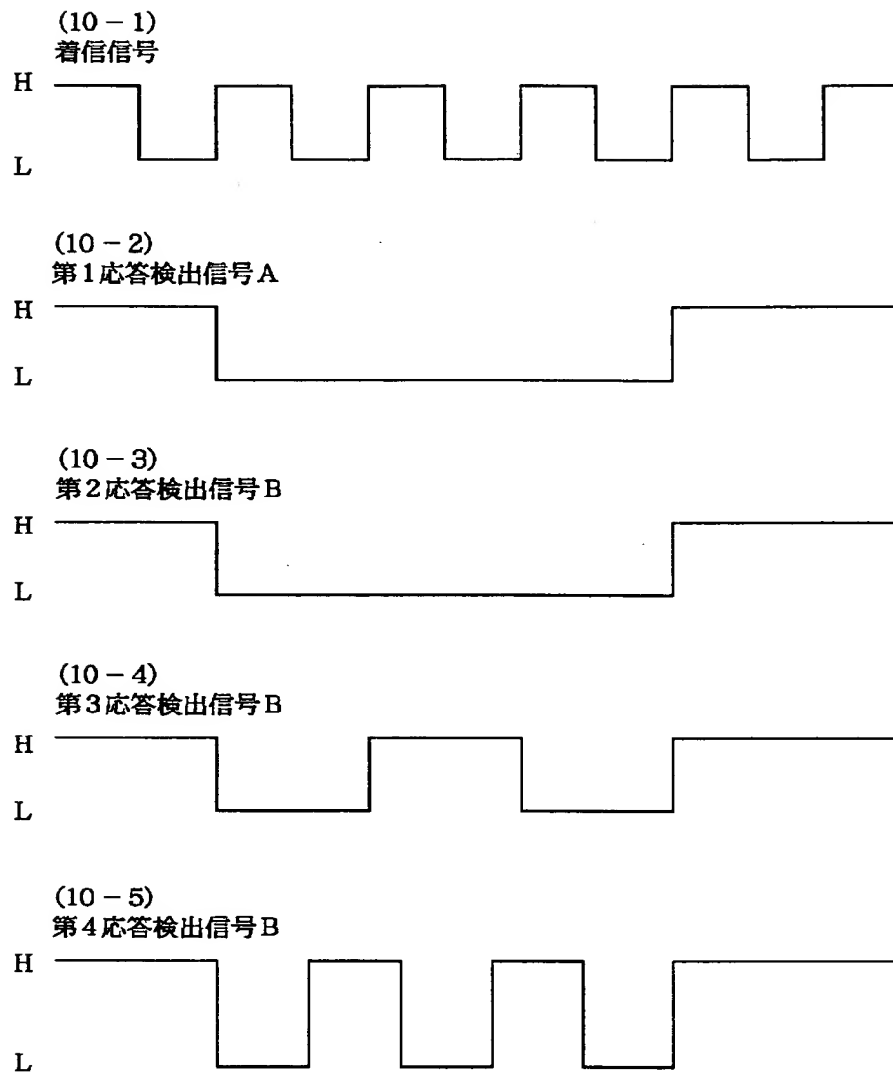 (10-1)
着信信号
H
L
(10-2)
第1応答検出信号A
H
L
(10-3)
第2応答検出信号B
H
L
(10-4)
第3応答検出信号B
H
L
(10-5)
第4応答検出信号B
H
L